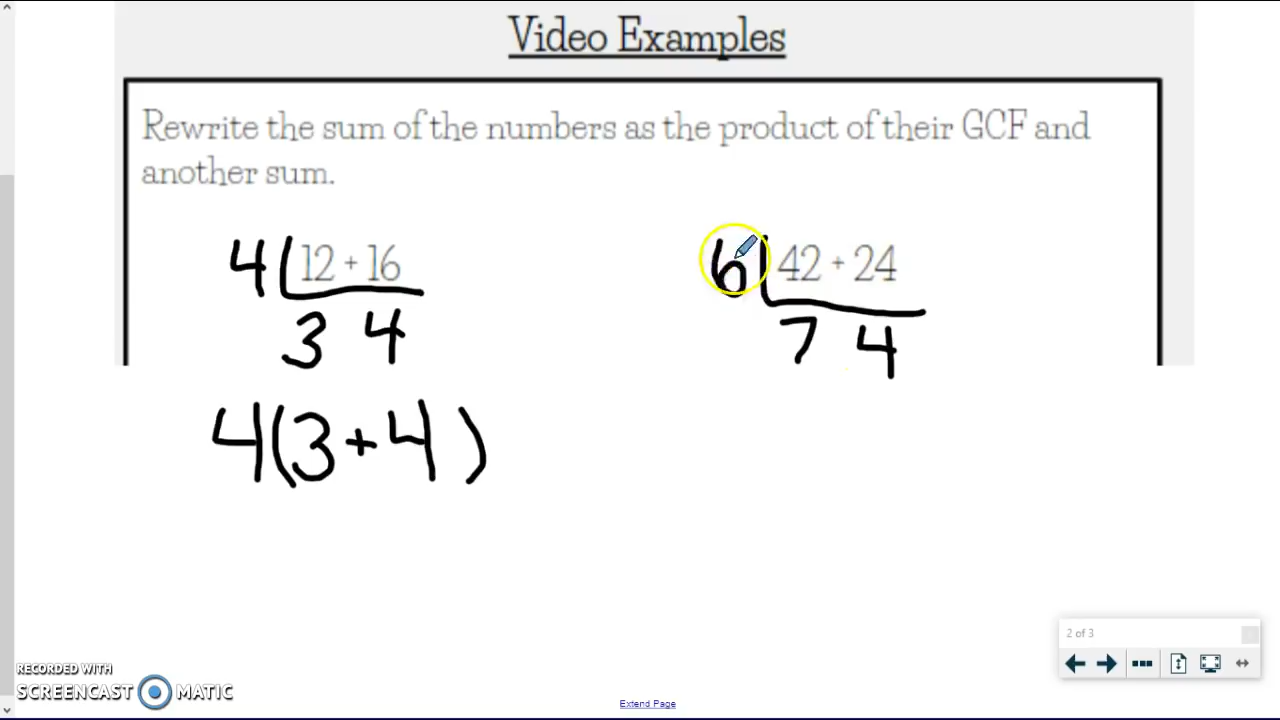 Video Examples
Rewrite the sum of the numbers as the product of their GCF and
another sum.
4 12 + 16
3 4
4(3+4)
6 42 + 24
7 4
2 of 3
RECORDED WITH
SCREENCAST MATIC
Extend Page